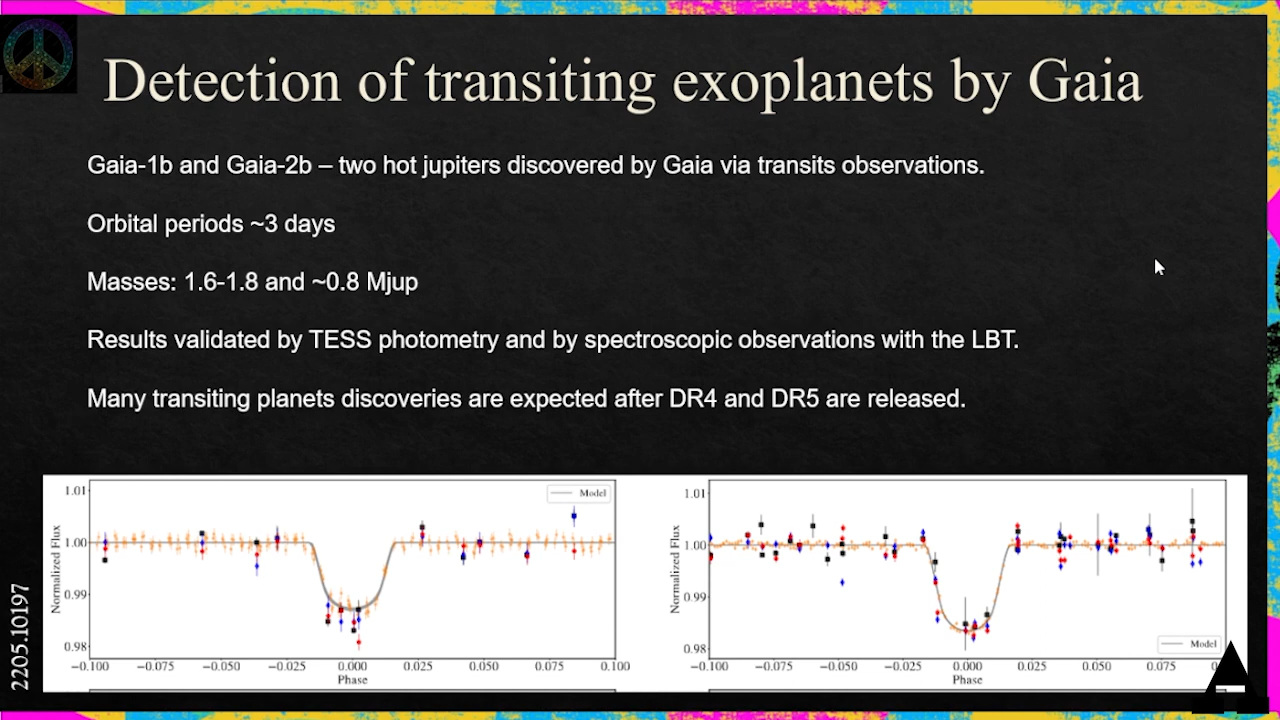 Detection of transiting exoplanets by Gaia
Gaia-1b and Gaia-2b – two hot jupiters discovered by Gaia via transits observations.
Orbital periods ~3 days
Masses: 1.6-1.8 and ~0.8 Mjup
Results validated by TESS photometry and by spectroscopic observations with the LBT.
Many transiting planets discoveries are expected after DR4 and DR5 are released.
2205.10197
Normalized Flux
1.01
1.00
0.99
0.98
Model
−0.100 −0.075 −0.050 −0.025 0.000 0.025 0.050 0.075 0.100
Phase
Normalized Flux
1.01
1.00
0.99
0.98
Model
−0.100 −0.075 −0.050 −0.025 0.000 0.025 0.050 0.075
Phase